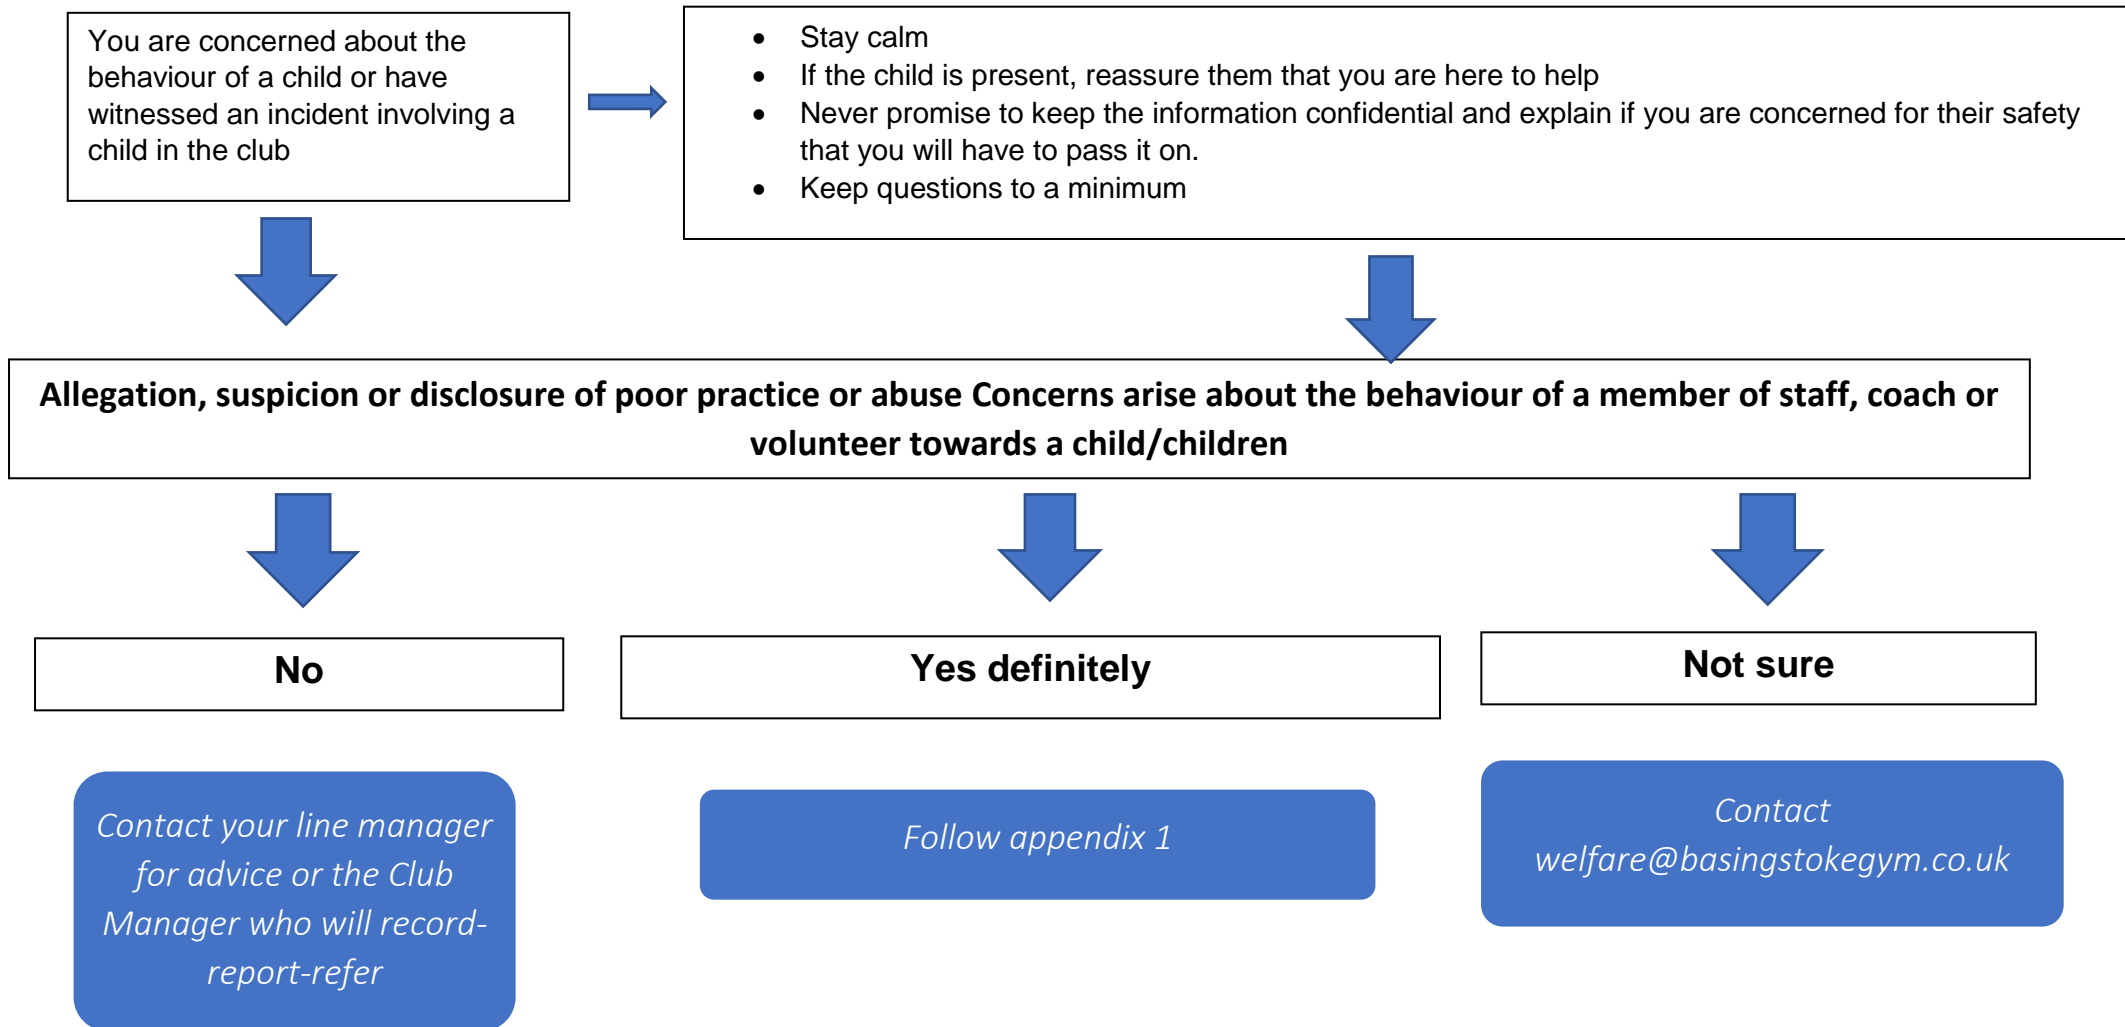 You are concerned about the
behaviour of a child or have
witnessed an incident involving a
child in the club
• Stay calm
• If the child is present, reassure them that you are here to help
• Never promise to keep the information confidential and explain if you are concerned for their safety
that you will have to pass it on.
• Keep questions to a minimum
Allegation, suspicion or disclosure of poor practice or abuse Concerns arise about the behaviour of a member of staff, coach or
volunteer towards a child/children
No
Yes definitely
Not sure
Contact your line manager
for advice or the Club
Manager who will record-
report-refer
Follow appendix 1
Contact
welfare@basingstokegym.co.uk